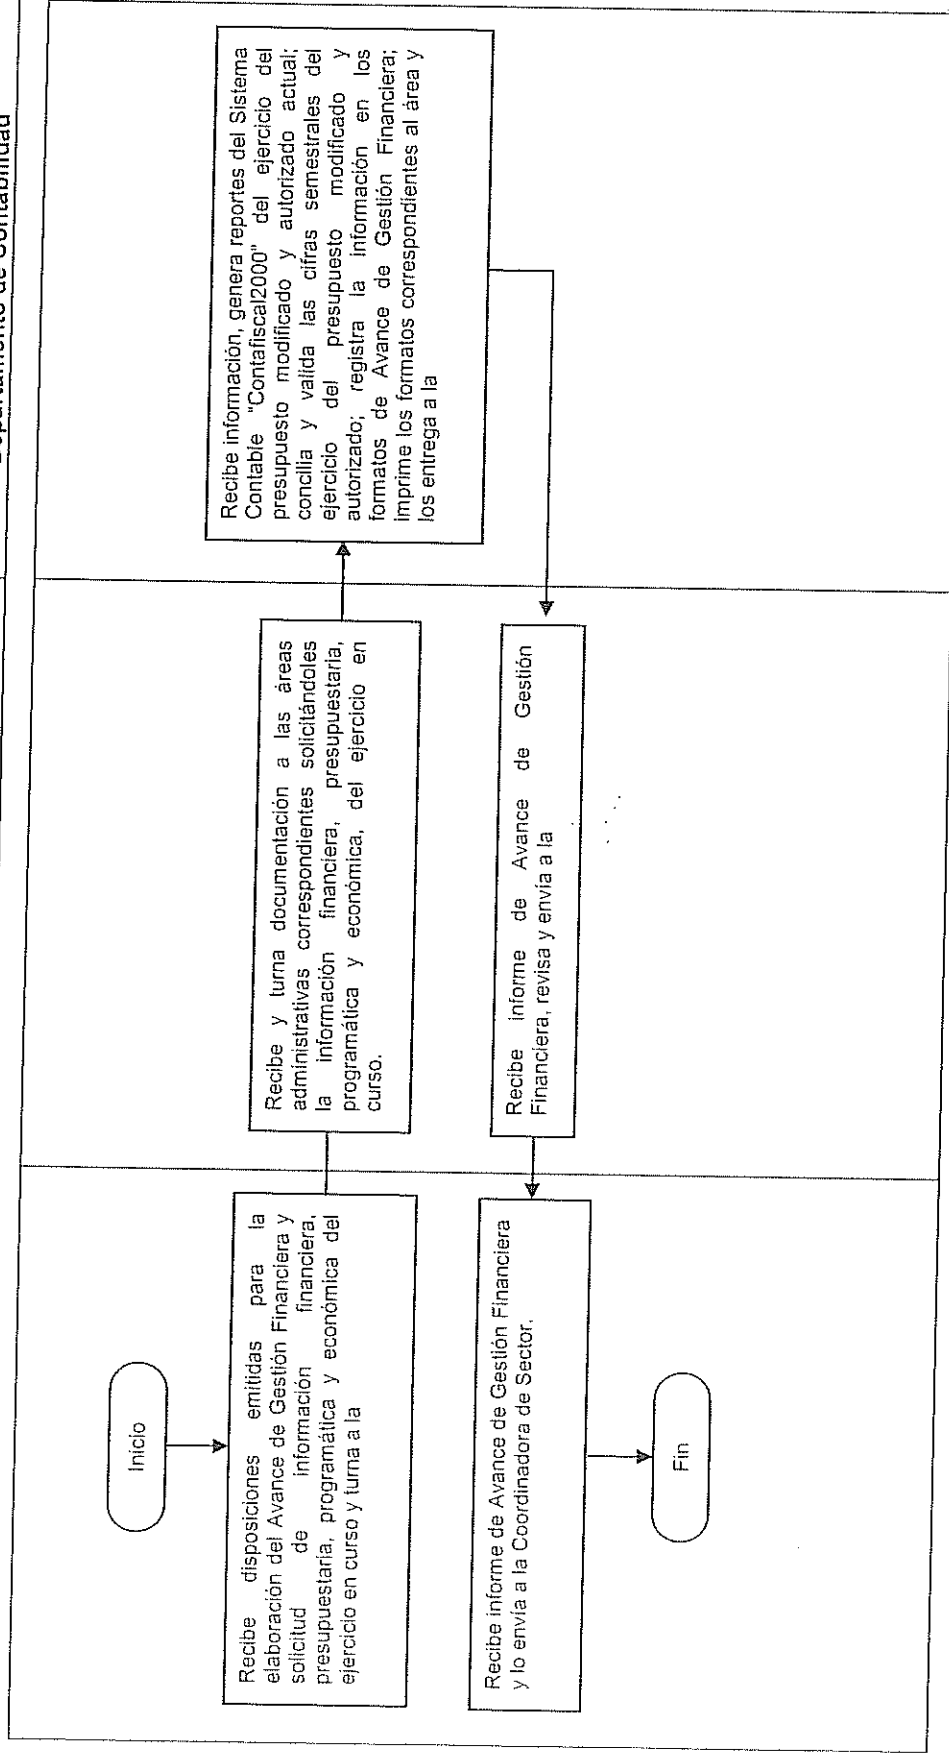 Departamento de Contabilidad
Inicio
Recibe disposiciones emitidas para la
elaboración del Avance de Gestión Financiera y
solicitud de información financiera,
presupuestaria, programática y económica del
ejercicio en curso y turna a la
Recibe y turna documentación a las áreas
administrativas correspondientes solicitándoles
la información financiera, presupuestaria,
programática y económica, del ejercicio en
curso.
Recibe información, genera reportes del Sistema
Contable "Contafiscal2000" del ejercicio del
presupuesto modificado y autorizado actual;
concilia y valida las cifras semestrales del
ejercicio del presupuesto modificado y
autorizado; registra la información en los
formatos de Avance de Gestión Financiera;
imprime los formatos correspondientes al área y
los entrega a la
Recibe informe de Avance de Gestión
Financiera, revisa y envía a la
Recibe informe de Avance de Gestión Financiera
y lo envía a la Coordinadora de Sector.
Fin